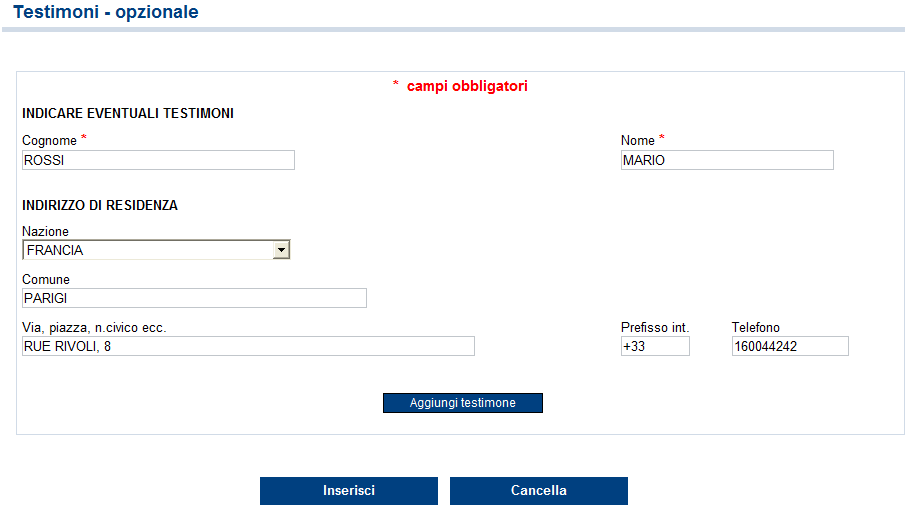 Testimoni - opzionale
* campi obbligatori
INDICARE EVENTUALI TESTIMONI
Cognome * Nome *
ROSSI MARIO
INDIRIZZO DI RESIDENZA
Nazione
FRANCIA
Comune
PARIGI
Via, piazza, n.civico ecc. Prefisso int. Telefono
RUE RIVOLI, 8 +33 160044242
Aggiungi testimone
Inserisci Cancella